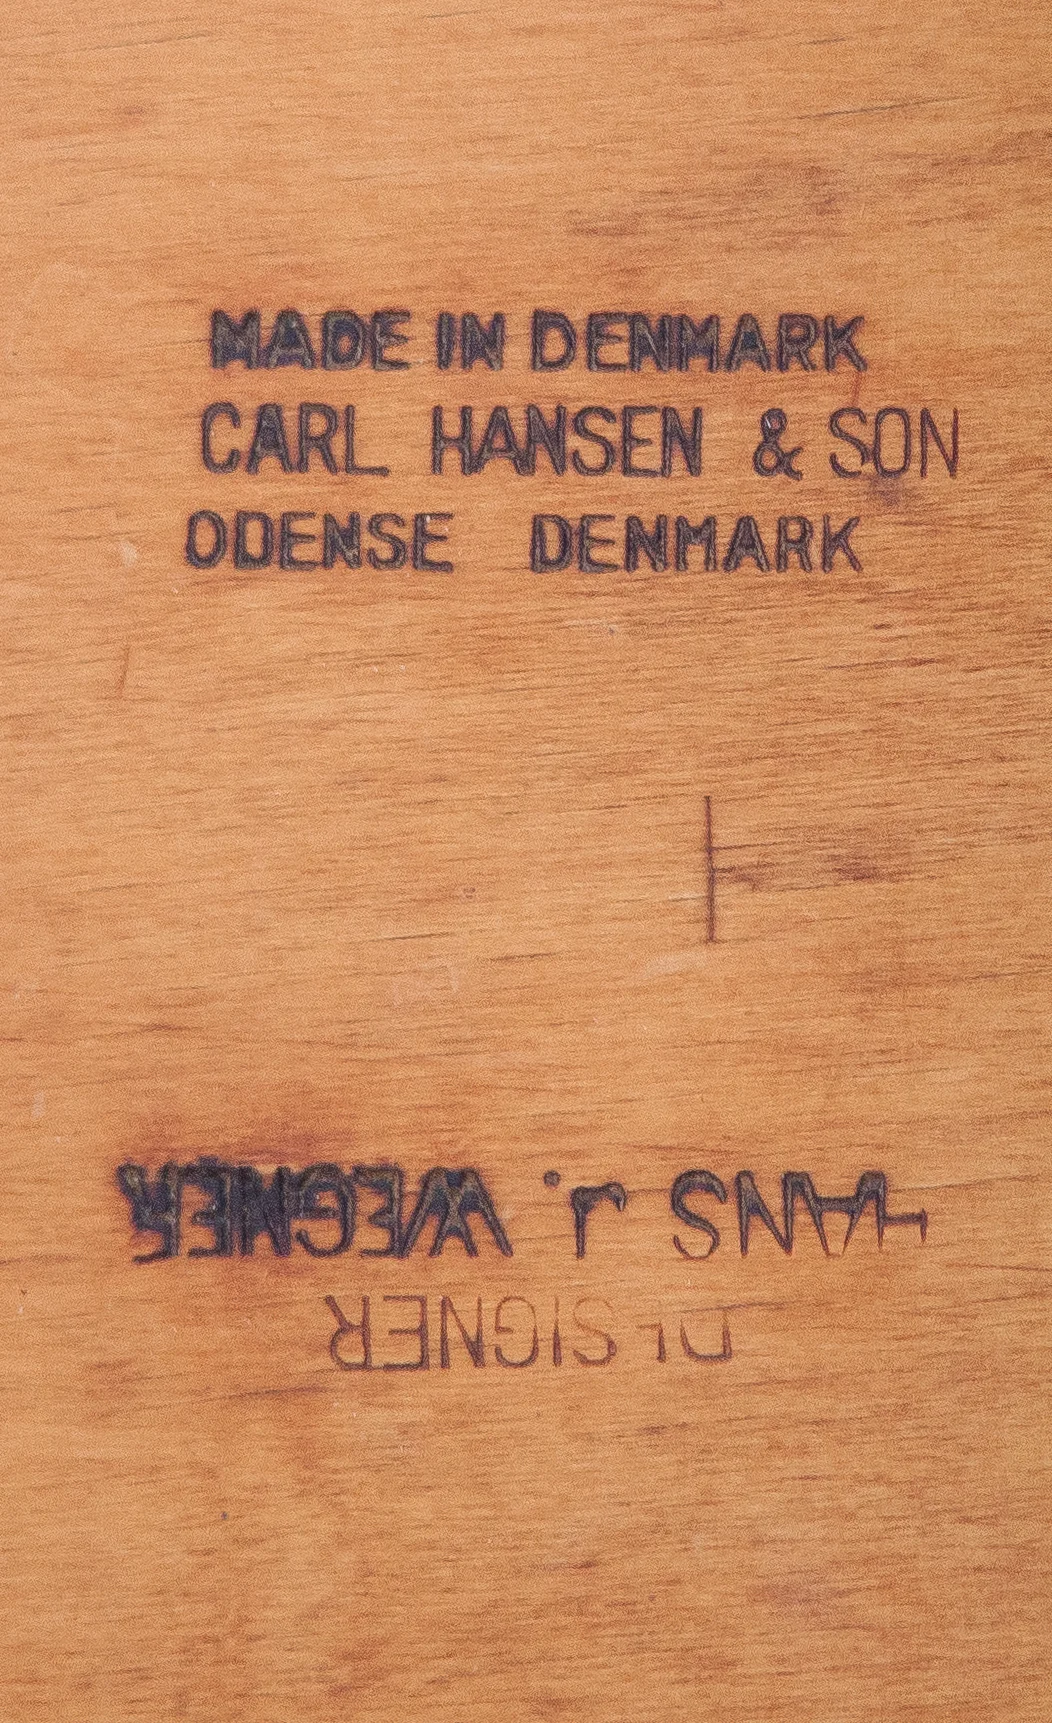 MADE IN DENMARK
CARL HANSEN & SON
ODENSE DENMARK
DESIGNER
HANS J. WEGNER